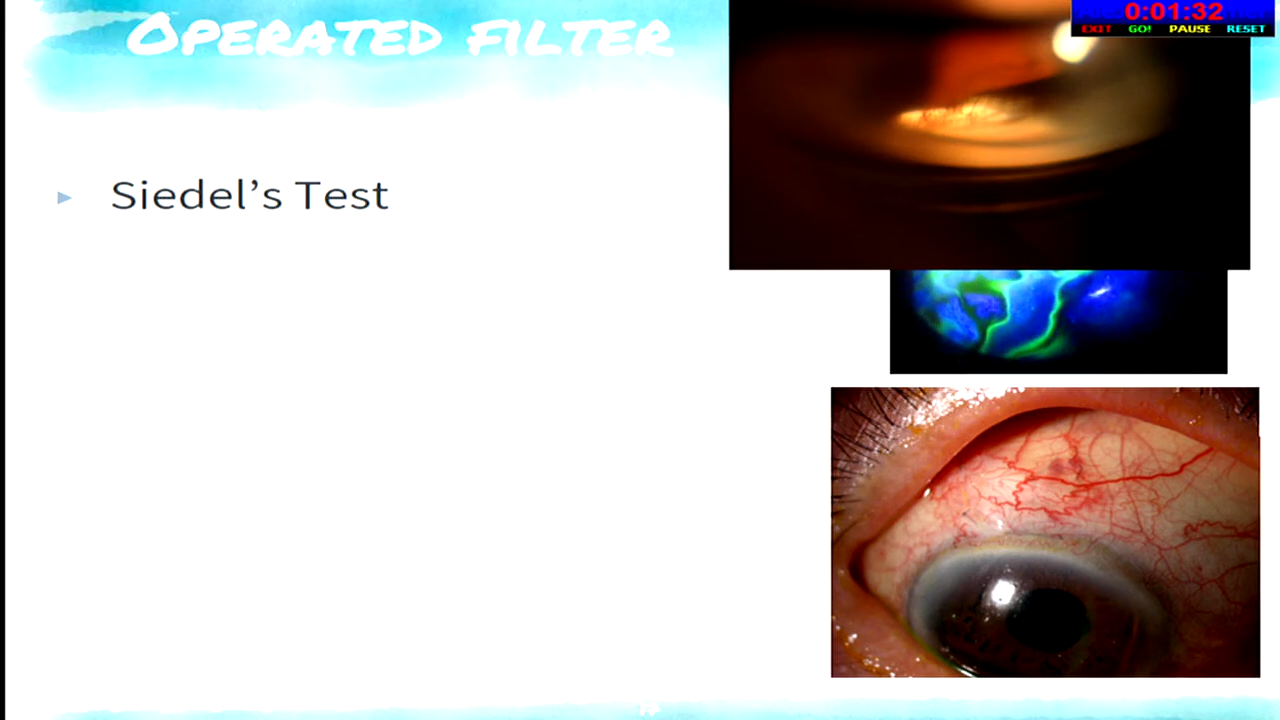 OPERATED FILTER
0:01:32
EXIT GO! PAUSE RESET
► Siedel's Test